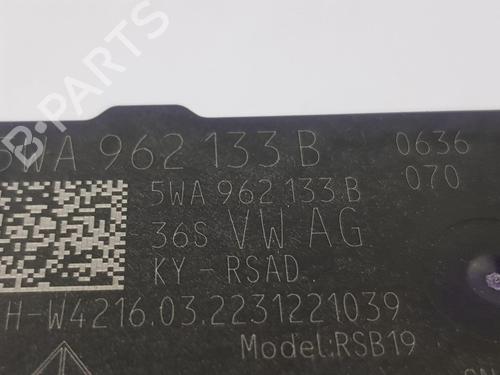 B-PARTS
5WA 962 133 B
0636
070
5WA 962 133 B
36S VW AG
KY - RSAD
H-W4216.03.2231221039
Model:RSB19